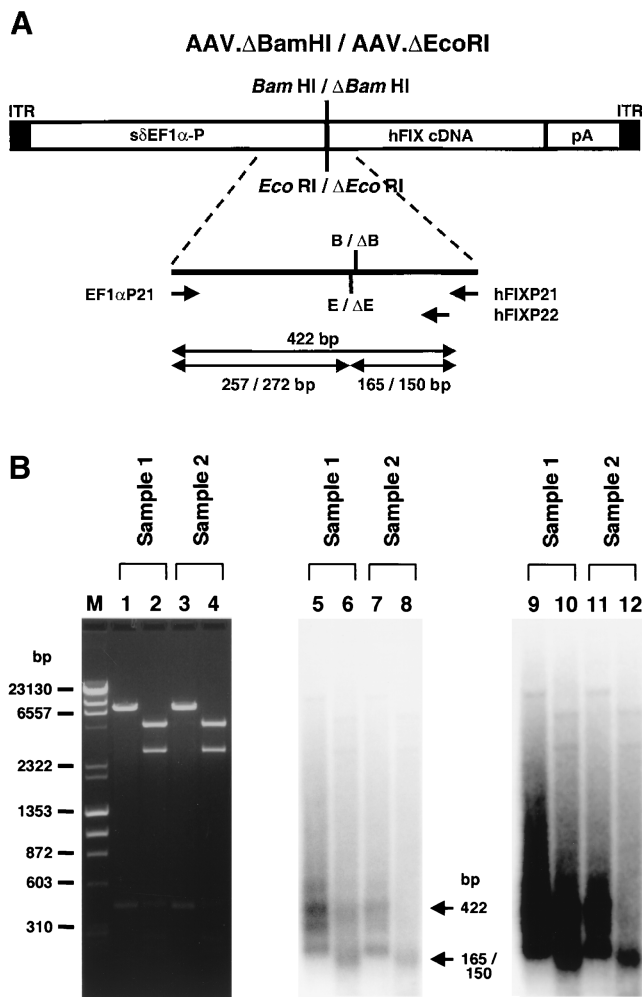 A
AAV.ΔBamHI / AAV.ΔEcoRI
Bam HI / ΔBam HI
ITR ITR
sδEF1α-P hFIX cDNA pA
Eco RI / ΔEco RI
B / ΔB
EF1αP21 hFIXP21
E / ΔE
hFIXP22
422 bp
257 / 272 bp 165 / 150 bp
B
Sample 1 Sample 2 Sample 1 Sample 2 Sample 1 Sample 2
M 1 2 3 4 5 6 7 8 9 10 11 12
bp
23130
6557
2322
1353
872
603
310
bp
422
165 /
150